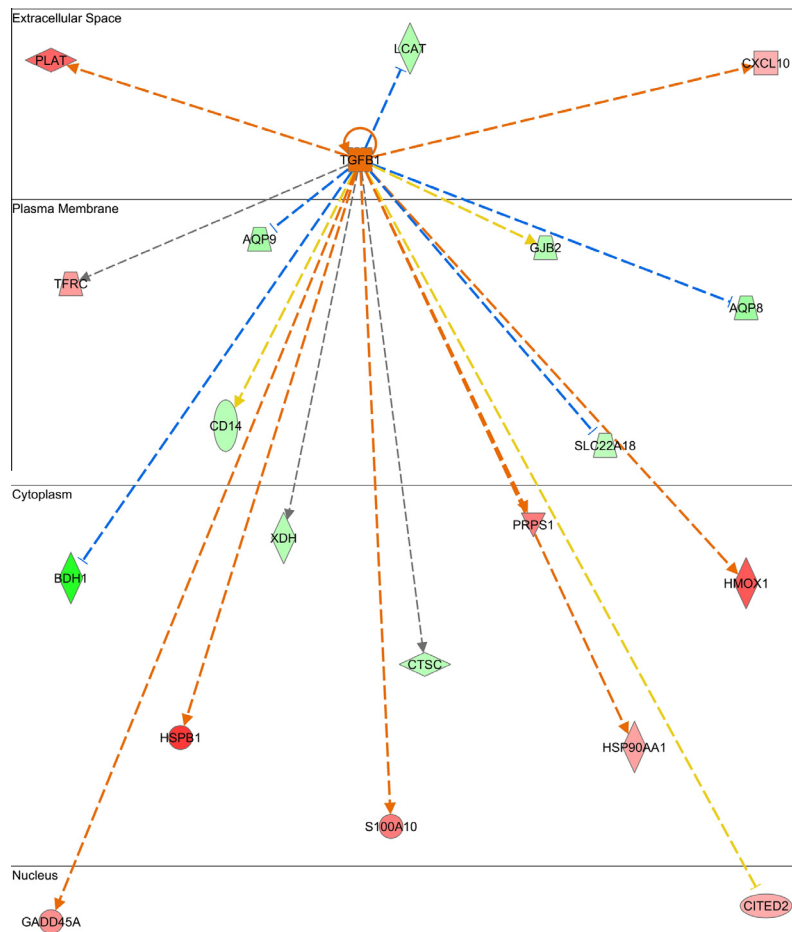 Extracellular Space
LCAT
PLAT
CXCL10
TGFB1
Plasma Membrane
AQP9
GJB2
TFRC
AQP8
CD14
SLC22A18
Cytoplasm
PRPS1
XDH
BDH1
HMOX1
CTSC
HSPB1
HSP90AA1
S100A10
Nucleus
CITED2
GADD45A